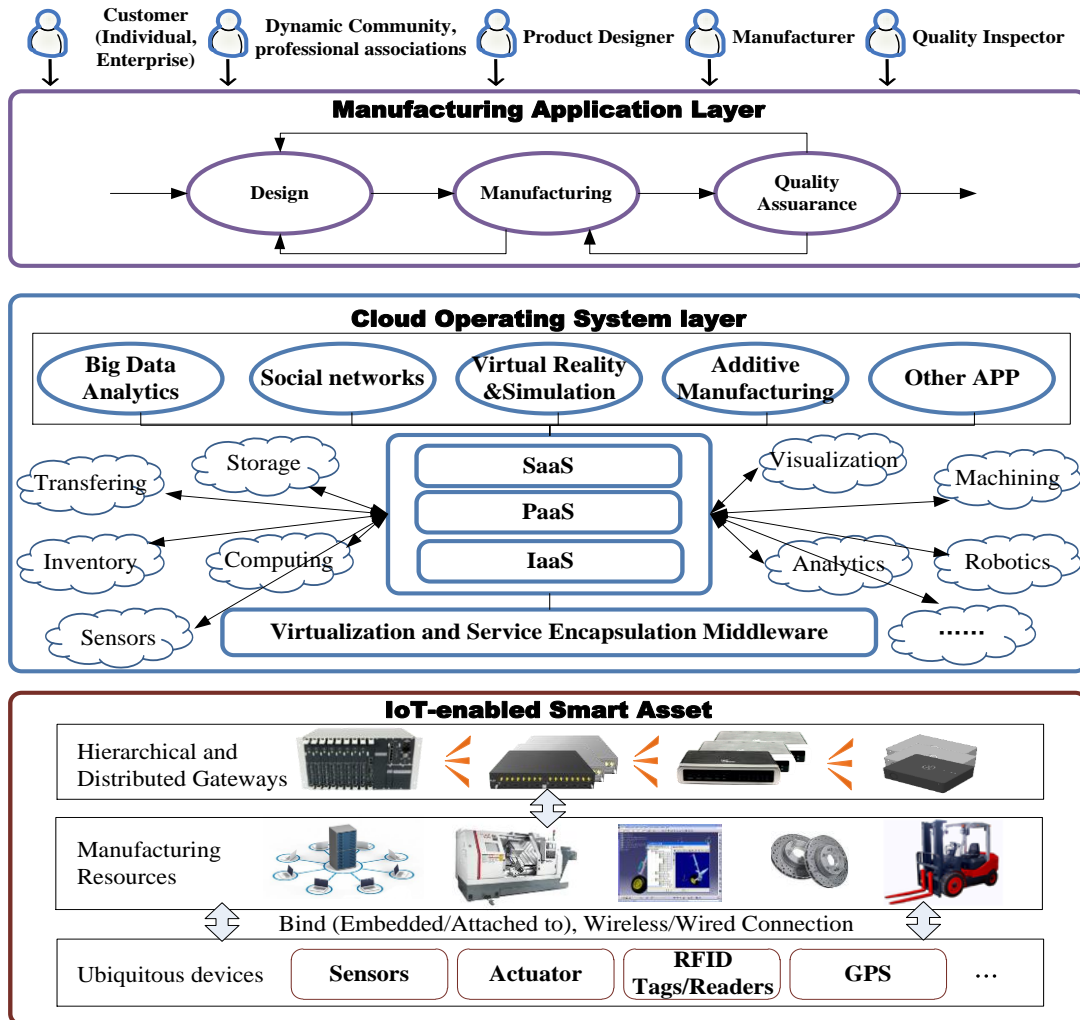 Customer
(Individual,
Enterprise)
Dynamic Community,
professional associations
Product Designer
Manufacturer
Quality Inspector
Manufacturing Application Layer
Design
Manufacturing
Quality
Assuarance
Cloud Operating System layer
Big Data
Analytics
Social networks
Virtual Reality
&Simulation
Additive
Manufacturing
Other APP
Transfering
Storage
SaaS
Visualization
Machining
PaaS
Inventory
Computing
IaaS
Analytics
Robotics
Sensors
Virtualization and Service Encapsulation Middleware
......
IoT-enabled Smart Asset
Hierarchical and
Distributed Gateways
Manufacturing
Resources
Bind (Embedded/Attached to), Wireless/Wired Connection
Ubiquitous devices
Sensors
Actuator
RFID
Tags/Readers
GPS
...